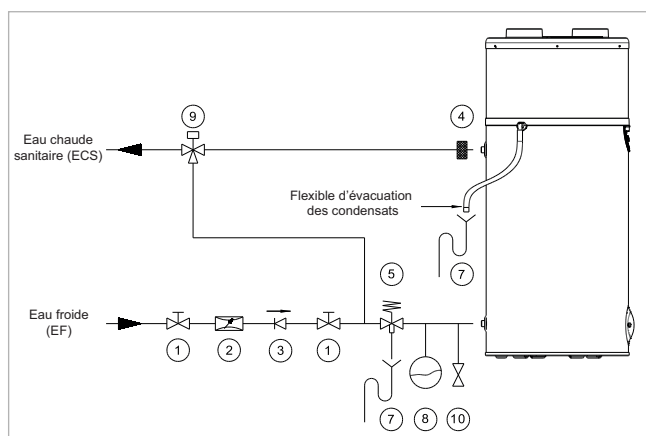 9
4
Eau chaude
sanitaire (ECS)
Flexible d'évacuation
des condensats
7
5
Eau froide
(EF)
1
2
3
1
7
8
10